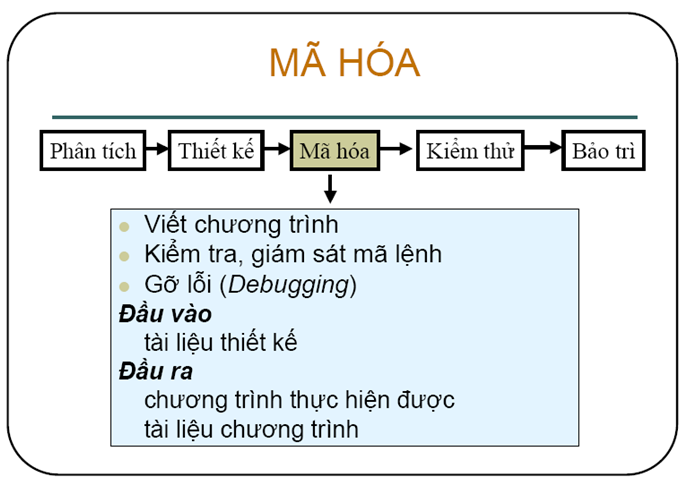 MÃ HÓA
Phân tích Thiết kế Mã hóa Kiểm thử Bảo trì
Viết chương trình
Kiểm tra, giám sát mã lệnh
Gỡ lỗi (Debugging)
Đầu vào
tài liệu thiết kế
Đầu ra
chương trình thực hiện được
tài liệu chương trình